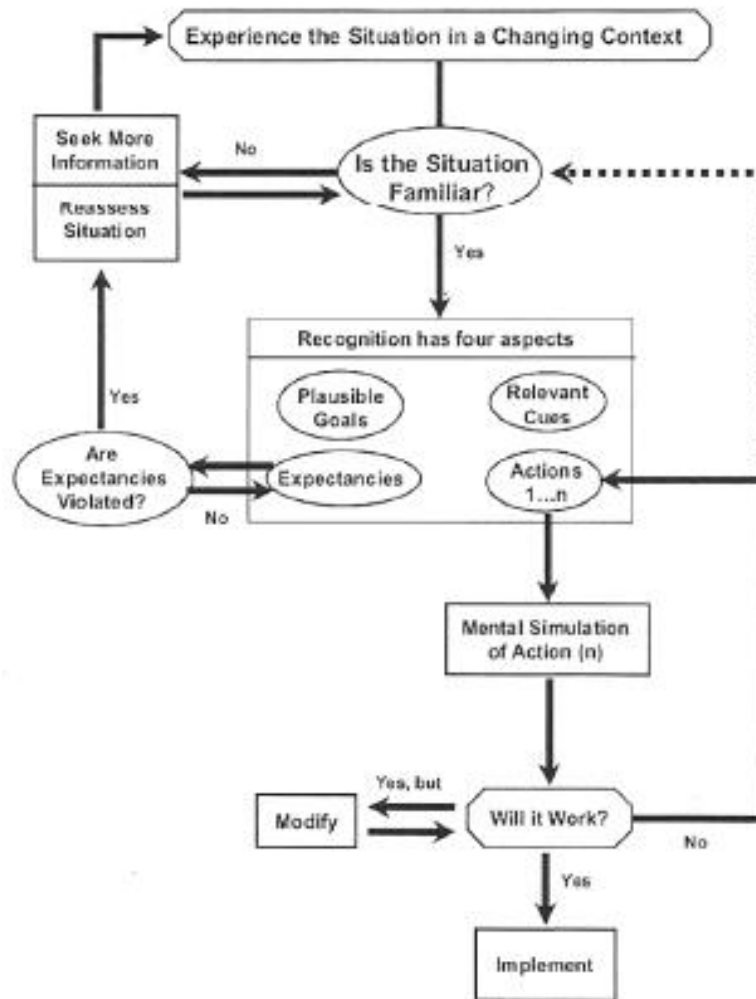 Experience the Situation in a Changing Context
Seek More
Information
No
Is the Situation
Familiar?
Reassess
Situation
Yes
Recognition has four aspects
Plausible
Goals
Relevant
Cues
Yes
Are
Expectancies
Violated?
Expectancies
Actions
1...n
No
Mental Simulation
of Action (n)
Yes, but
Modify
Will it Work?
No
Yes
Implement